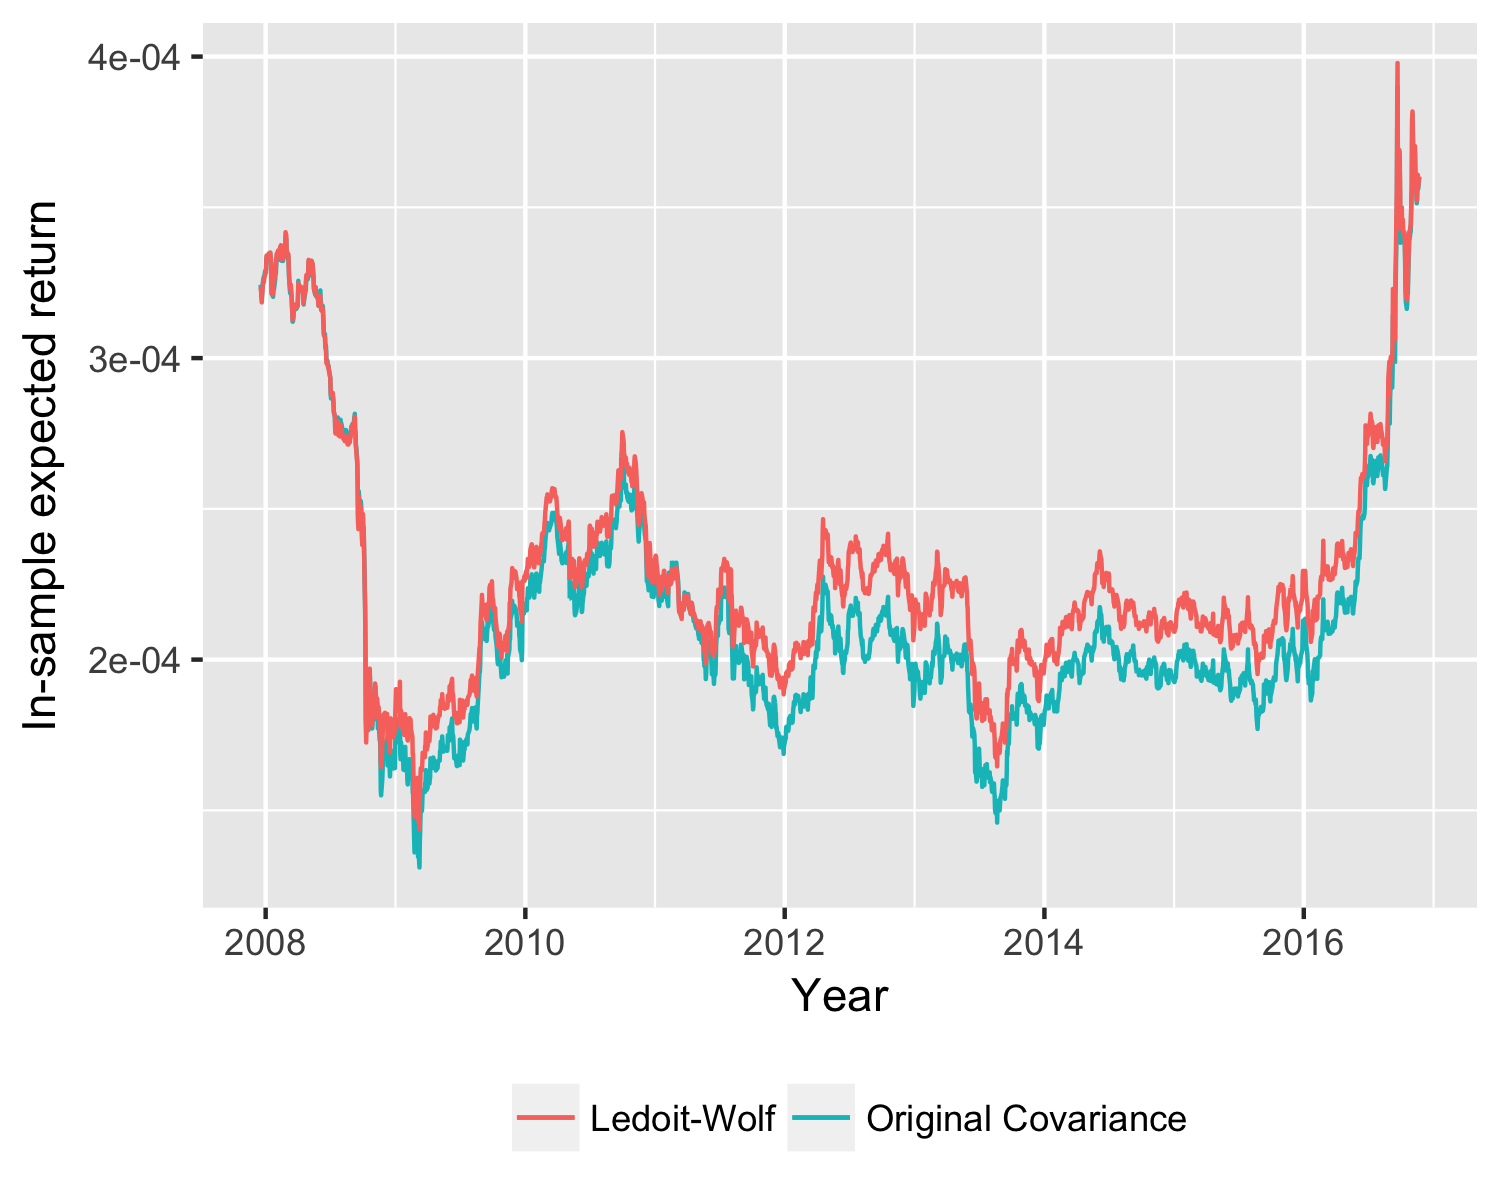 4e-04
3e-04
2e-04
In-sample expected return
2008 2010 2012 2014 2016
Year
Ledoit-Wolf Original Covariance